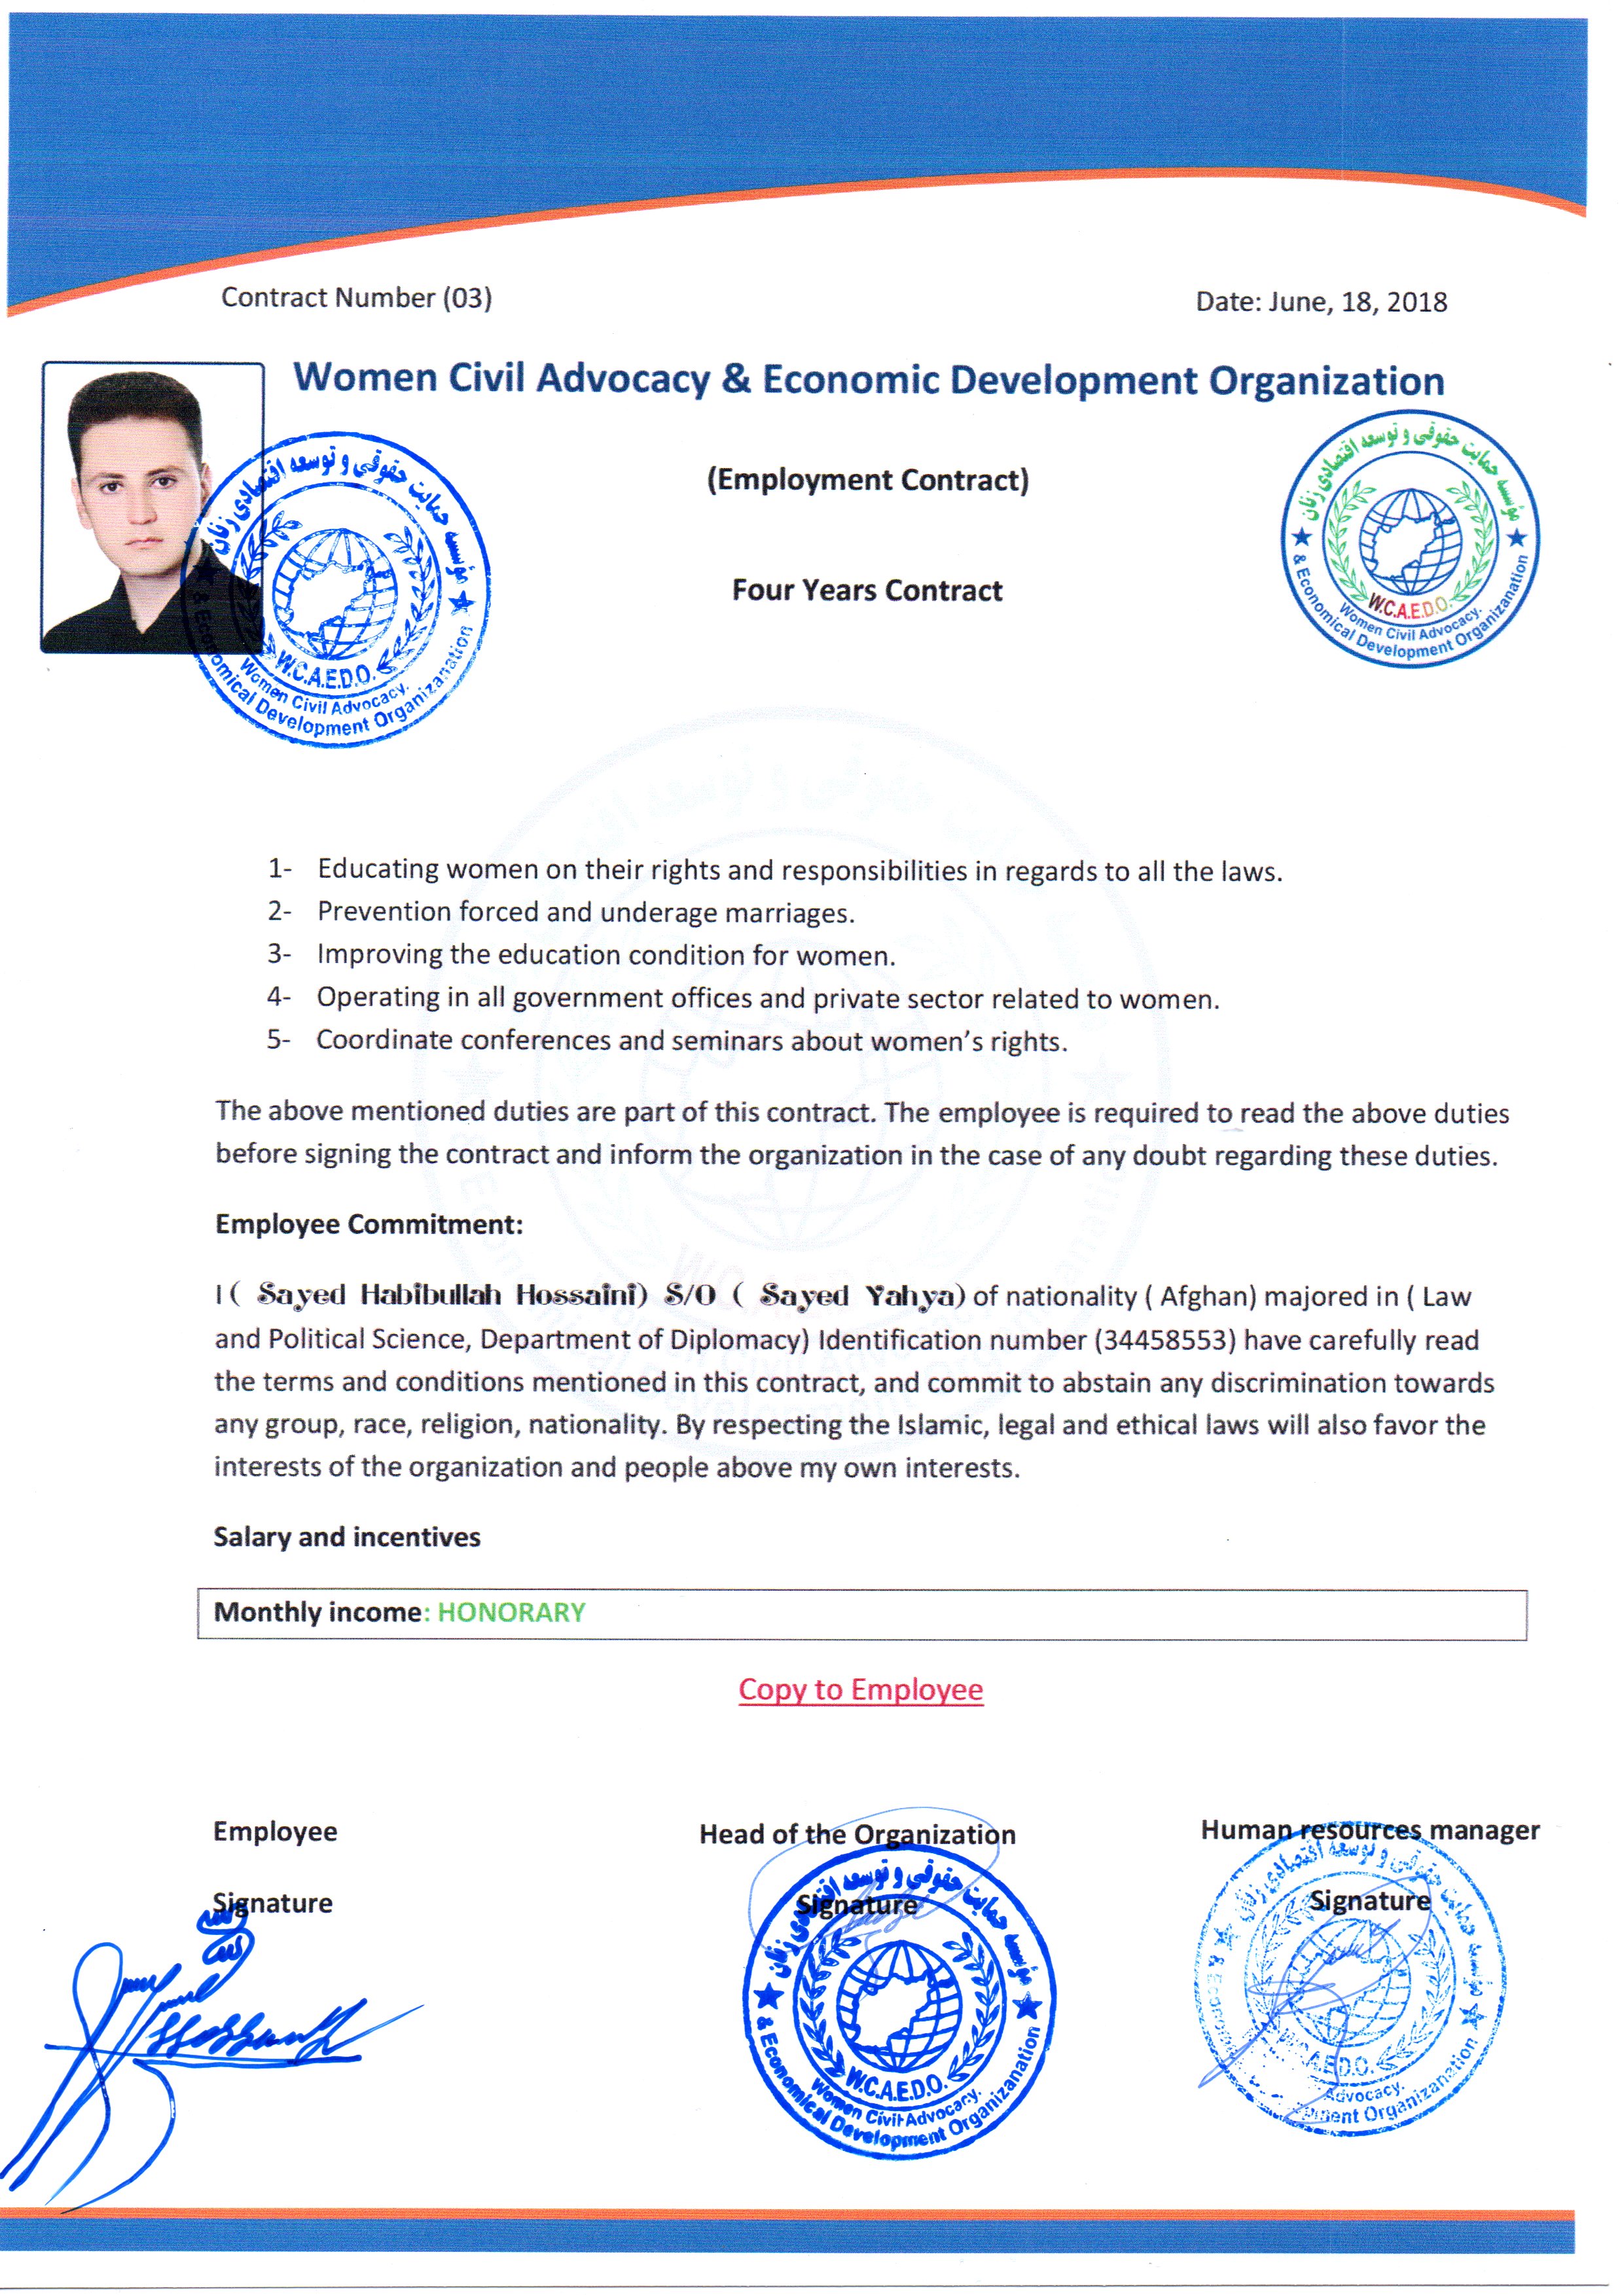 Contract Number (03)
Date: June, 18, 2018
Women Civil Advocacy & Economic Development Organization
(Employment Contract)
Four Years Contract
مؤسسه حمایت حقوقی و توسعه اقتصادی زنان
W.C.A.E.D.O.
Women Civil Advocacy.
& Economical Development Organizanation
مؤسسه حمایت حقوقی و توسعه اقتصادی زنان
W.C.A.E.D.O.
Women Civil Advocacy.
& Economical Development Organizanation
1- Educating women on their rights and responsibilities in regards to all the laws.
2- Prevention forced and underage marriages.
3- Improving the education condition for women.
4- Operating in all government offices and private sector related to women.
5- Coordinate conferences and seminars about women’s rights.
The above mentioned duties are part of this contract. The employee is required to read the above duties
before signing the contract and inform the organization in the case of any doubt regarding these duties.
Employee Commitment:
I ( Sayed Habibullah Hossaini) S/O ( Sayed Yahya) of nationality ( Afghan) majored in ( Law
and Political Science, Department of Diplomacy) Identification number (34458553) have carefully read
the terms and conditions mentioned in this contract, and commit to abstain any discrimination towards
any group, race, religion, nationality. By respecting the Islamic, legal and ethical laws will also favor the
interests of the organization and people above my own interests.
Salary and incentives
Monthly income: HONORARY
Copy to Employee
Employee
Head of the Organization
Human resources manager
Signature
Signature
Signature
مؤسسه حمایت حقوقی و توسعه اقتصادی زنان
W.C.A.E.D.O.
Women Civil Advocacy.
& Economical Development Organizanation
مؤسسه حمایت حقوقی و توسعه اقتصادی زنان
Advocacy.
Organizanation